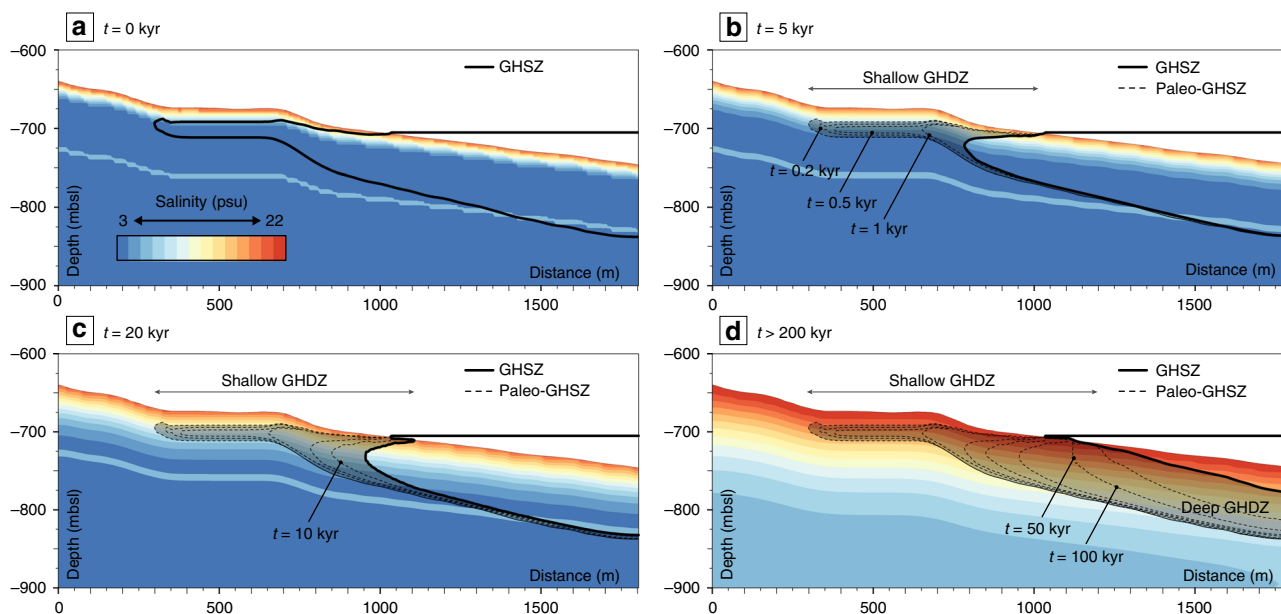 a t = 0 kyr
−600
−700
−800
−900
Depth (mbsl)
GHSZ
Salinity (psu)
3 22
Distance (m)
0 500 1000 1500
b t = 5 kyr
−600
−700
−800
−900
Depth (mbsl)
Shallow GHDZ
GHSZ
Paleo-GHSZ
t = 0.2 kyr
t = 0.5 kyr
t = 1 kyr
Distance (m)
0 500 1000 1500
c t = 20 kyr
−600
−700
−800
−900
Depth (mbsl)
Shallow GHDZ
GHSZ
Paleo-GHSZ
t = 10 kyr
Distance (m)
0 500 1000 1500
d t > 200 kyr
−600
−700
−800
−900
Depth (mbsl)
Shallow GHDZ
GHSZ
Paleo-GHSZ
Deep GHDZ
t = 50 kyr
t = 100 kyr
Distance (m)
0 500 1000 1500